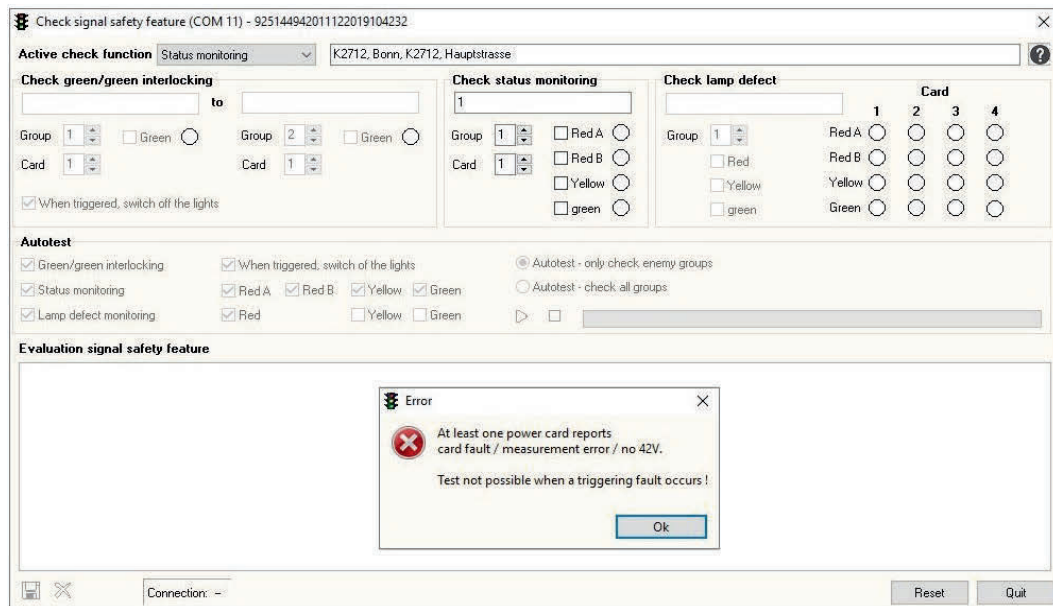 Check signal safety feature (COM 11) - 925144942011122019104232
Active check function Status monitoring K2712, Bonn, K2712, Hauptstrasse
Check green/green interlocking
to
Group 1 Green Group 2 Green
Card 1 Card 1
When triggered, switch off the lights
Check status monitoring
1
Group 1 Red A
Card 1 Red B
Yellow
green
Check lamp defect
Card
1 2 3 4
Group 1 Red A
Red Red B
Yellow Yellow
green Green
Autotest
Green/green interlocking When triggered, switch of the lights Autotest - only check enemy groups
Status monitoring Red A Red B Yellow Green Autotest - check all groups
Lamp defect monitoring Red Yellow Green
Evaluation signal safety feature
Error
At least one power card reports
card fault / measurement error / no 42V.
Test not possible when a triggering fault occurs !
Ok
Connection: – Reset Quit